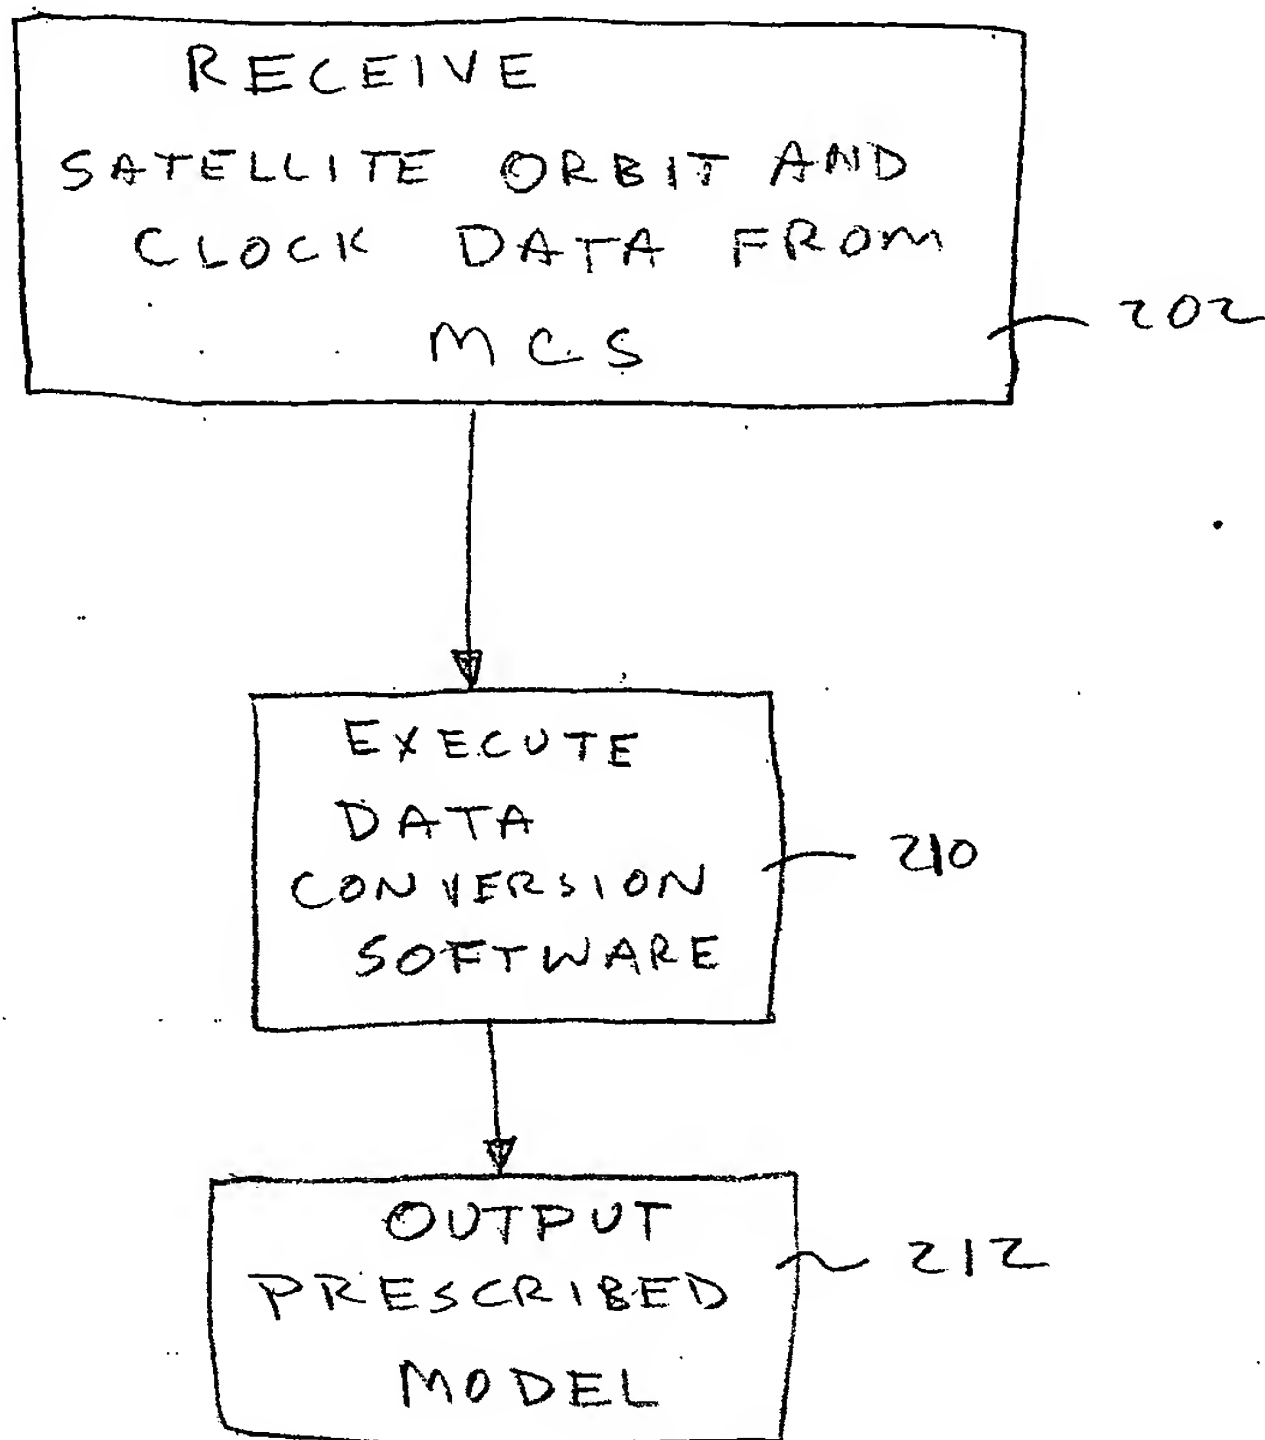 RECEIVE
SATELLITE ORBIT AND
CLOCK DATA FROM
MCS
202
EXECUTE
DATA
CONVERSION
SOFTWARE
210
OUTPUT
PRESCRIBED
MODEL
212